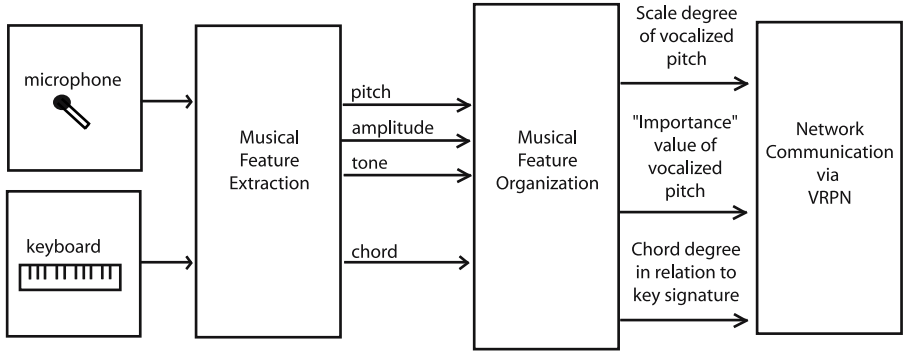 microphone
keyboard
Musical
Feature
Extraction
pitch
amplitude
tone
chord
Musical
Feature
Organization
Scale degree
of vocalized
pitch
"Importance"
value of
vocalized
pitch
Chord degree
in relation to
key signature
Network
Communication
via
VRPN